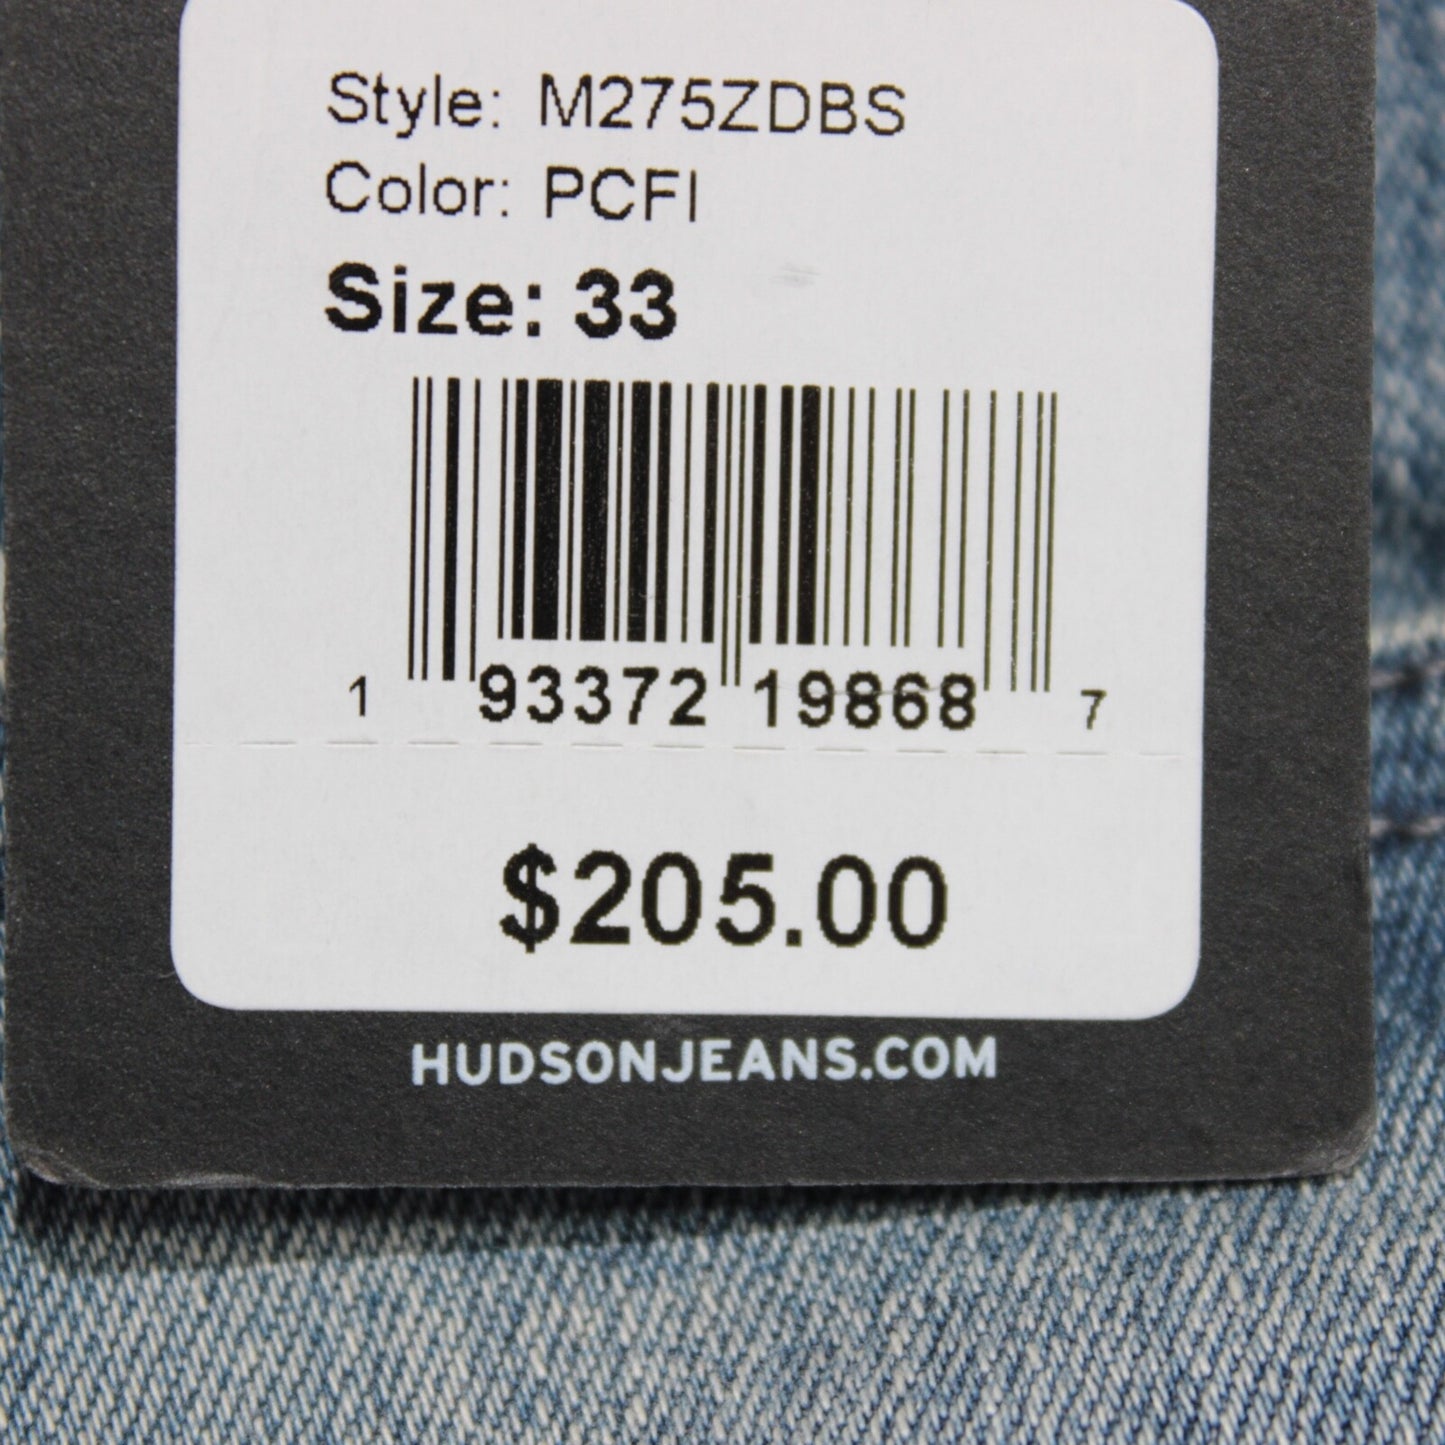 Style: M275ZDBS
Color: PCFI
Size: 33
1 93372 19868 7
$205.00
HUDSONJEANS.COM